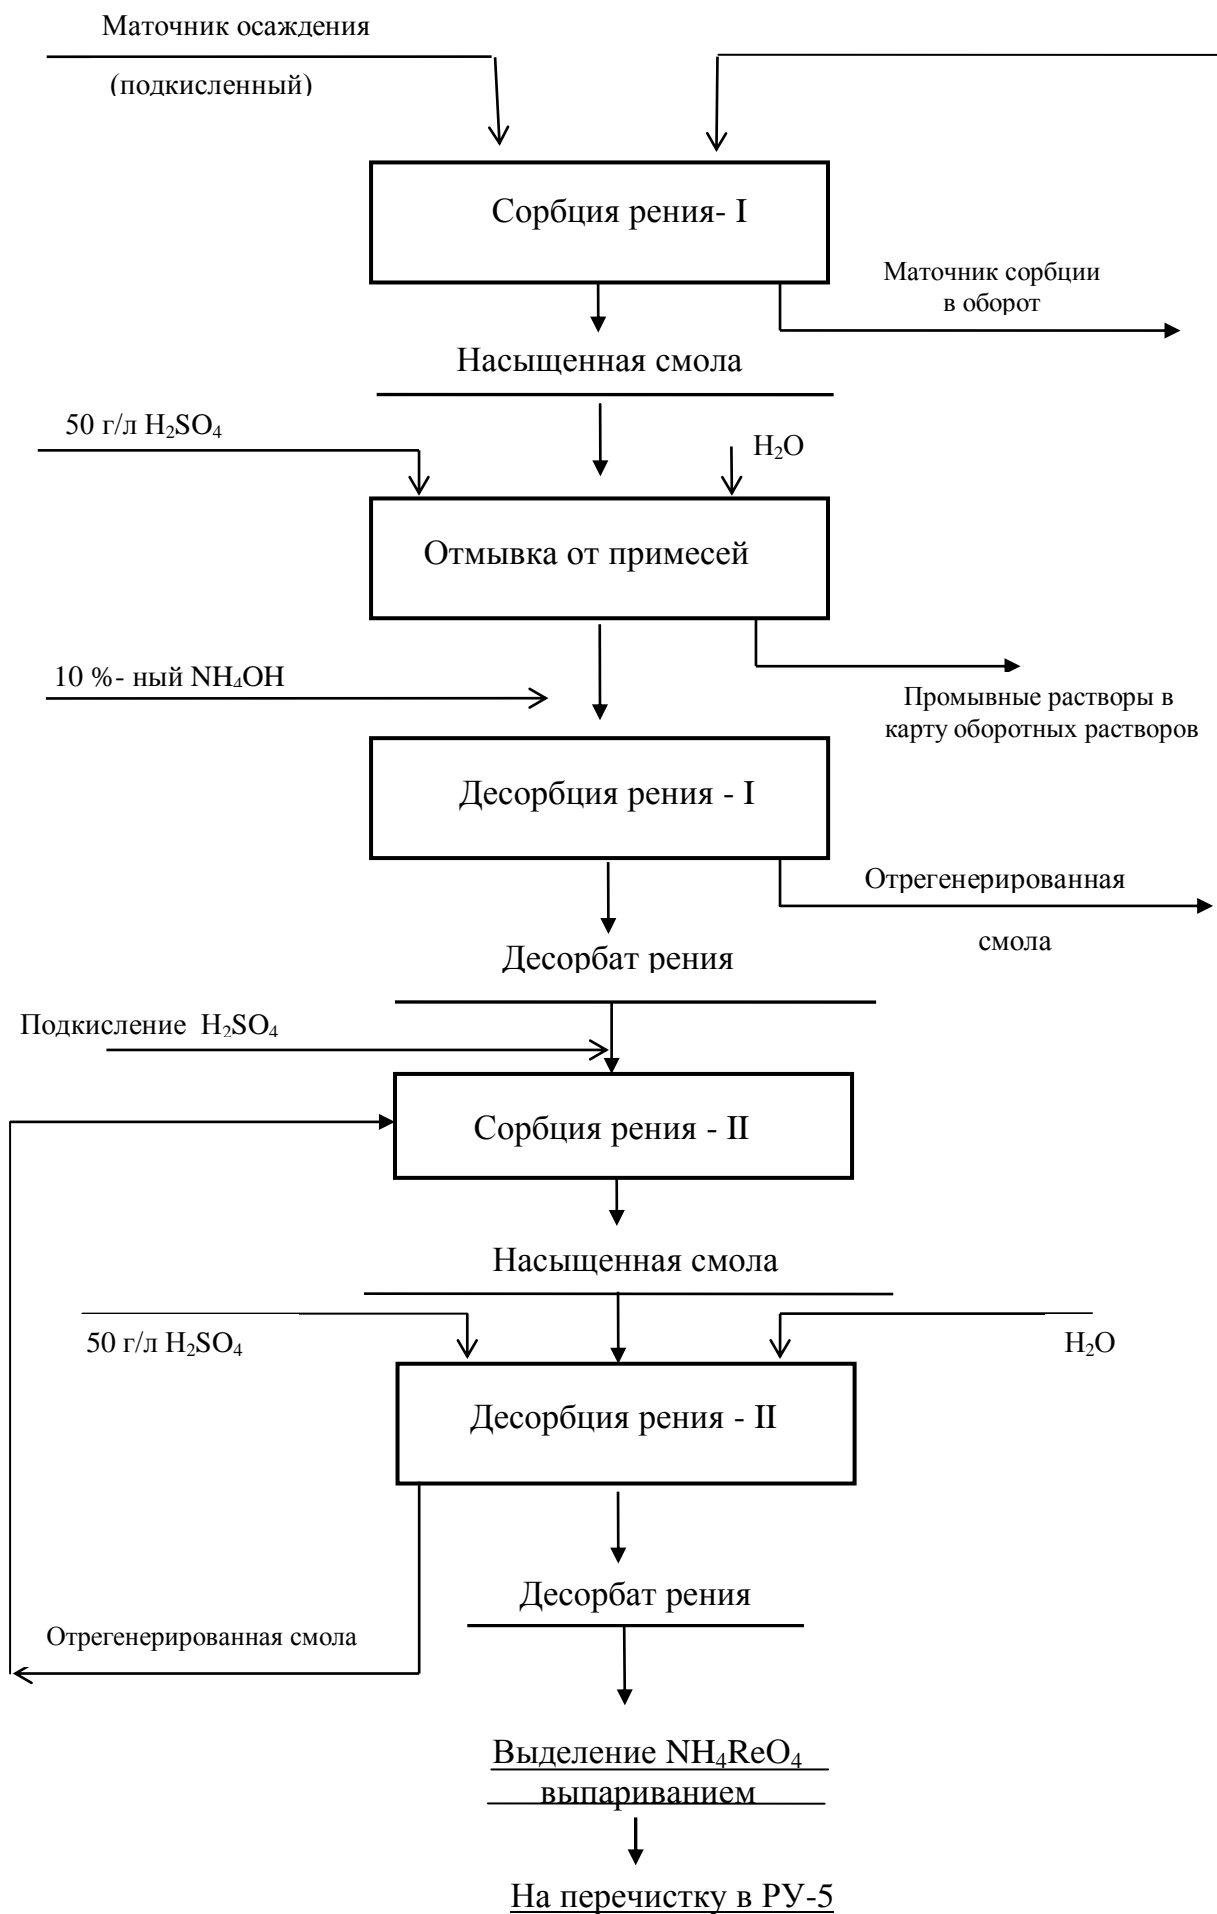 Маточник осаждения
(подкисленный)
Сорбция рения- I
Маточник сорбции
в оборот
Насыщенная смола
50 г/л H₂SO₄
H₂O
Отмывка от примесей
10 %- ный NH₄OH
Промывные растворы в
карту оборотных растворов
Десорбция рения - I
Отрегенерированная
смола
Десорбат рения
Подкисление H₂SO₄
Сорбция рения - II
Насыщенная смола
50 г/л H₂SO₄
H₂O
Десорбция рения - II
Десорбат рения
Отрегенерированная смола
Выделение NH₄ReO₄
выпариванием
На перечистку в РУ-5